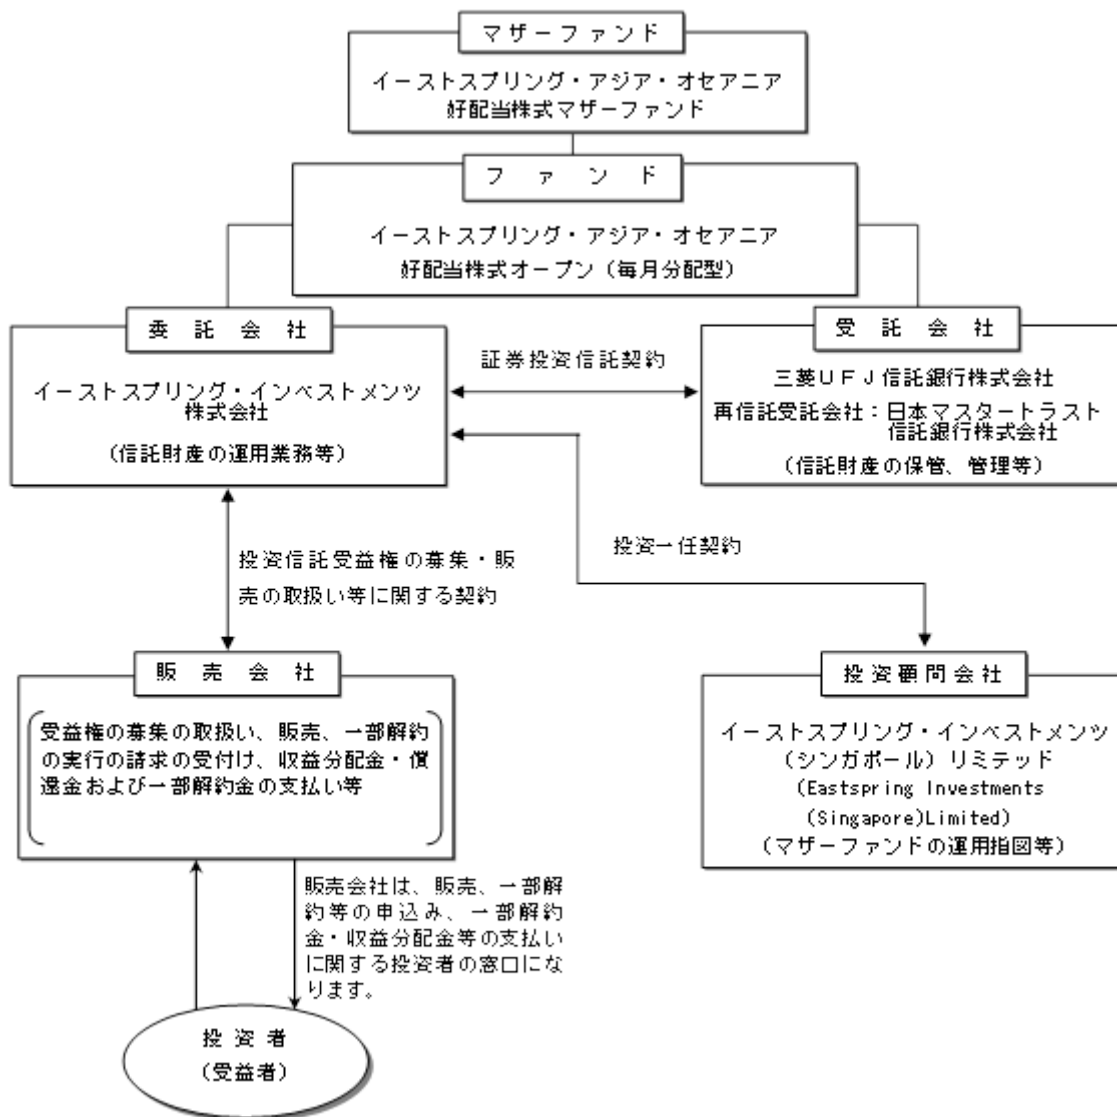 マザーファンド
イーストスプリング・アジア・オセアニア
好配当株式マザーファンド
ファンド
イーストスプリング・アジア・オセアニア
好配当株式オープン（毎月分配型）
委託会社
イーストスプリング・インベストメンツ
株式会社
（信託財産の運用業務等）
証券投資信託契約
受託会社
三菱ＵＦＪ信託銀行株式会社
再信託受託会社：日本マスタートラスト
信託銀行株式会社
（信託財産の保管、管理等）
投資信託受益権の募集・販
売の取扱い等に関する契約
投資一任契約
販売会社
受益権の募集の取扱い、販売、一部解約
の実行の請求の受付け、収益分配金・償
還金および一部解約金の支払い等
投資顧問会社
イーストスプリング・インベストメンツ
（シンガポール）リミテッド
(Eastspring Investments
(Singapore)Limited)
（マザーファンドの運用指図等）
販売会社は、販売、一部解
約等の申込み、一部解約
金・収益分配金等の支払い
に関する投資者の窓口にな
ります。
投資者
（受益者）